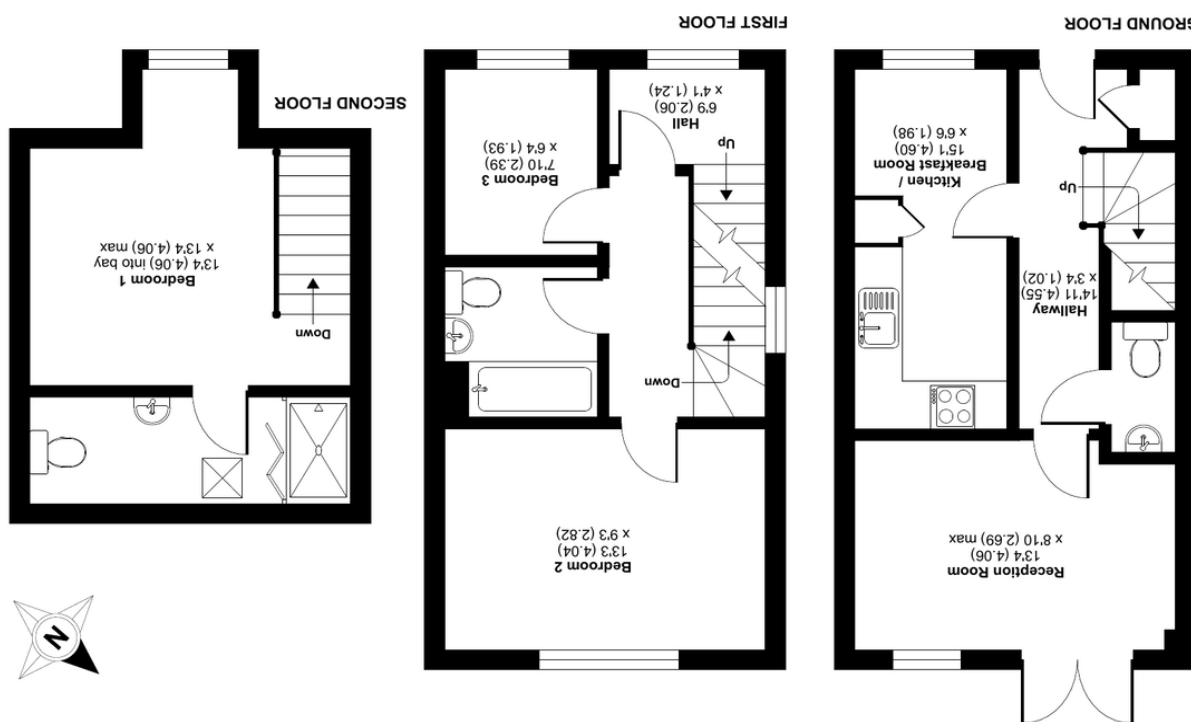 Reception Room
13'4 (4.06)
x 8'10 (2.69) max
Hallway
14'11 (4.55)
x 3'4 (1.02)
Up
Kitchen /
Breakfast Room
15'1 (4.60)
x 6'6 (1.98)
GROUND FLOOR
Bedroom 2
13'3 (4.04)
x 9'3 (2.82)
Down
Up
Bedroom 3
7'10 (2.39)
x 6'4 (1.93)
Hall
6'9 (2.06)
x 4'1 (1.24)
FIRST FLOOR
N
Down
Bedroom 1
13'4 (4.06) into bay
x 13'4 (4.06) max
SECOND FLOOR